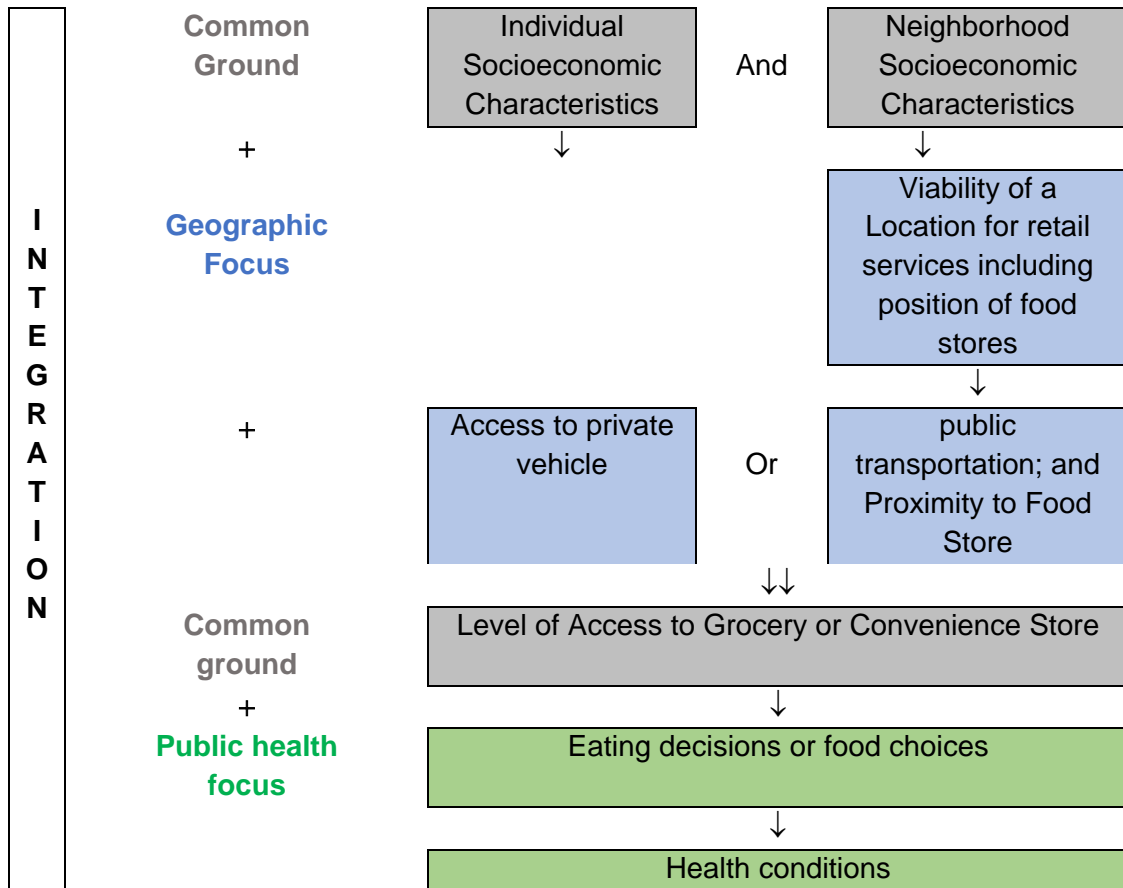 I
N
T
E
G
R
A
T
I
O
N
Common
Ground
Individual
Socioeconomic
Characteristics
And
Neighborhood
Socioeconomic
Characteristics
+
↓
↓
Geographic
Focus
Viability of a
Location for retail
services including
position of food
stores
↓
+
Access to private
vehicle
Or
public
transportation; and
Proximity to Food
Store
↓↓
Common
ground
Level of Access to Grocery or Convenience Store
+
↓
Public health
focus
Eating decisions or food choices
↓
Health conditions